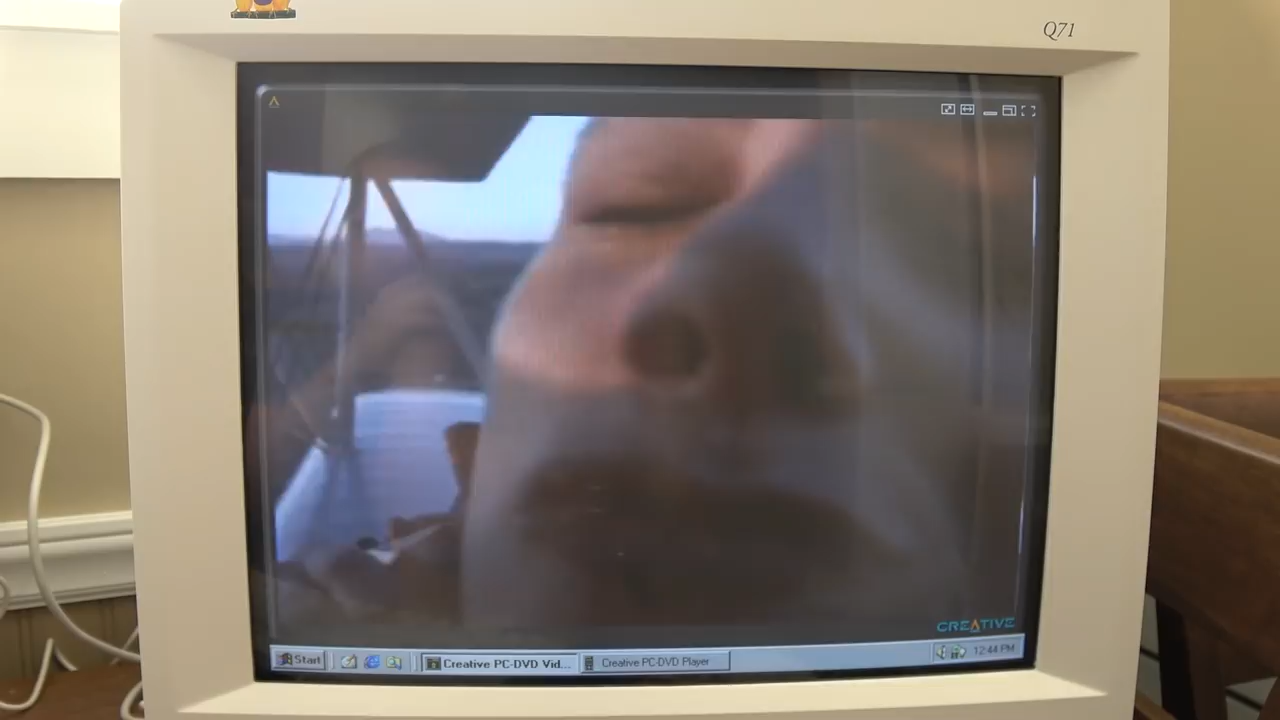 Q71
CREATIVE
Start
Creative PC-DVD Vid...
Creative PC-DVD Player
12:44 PM